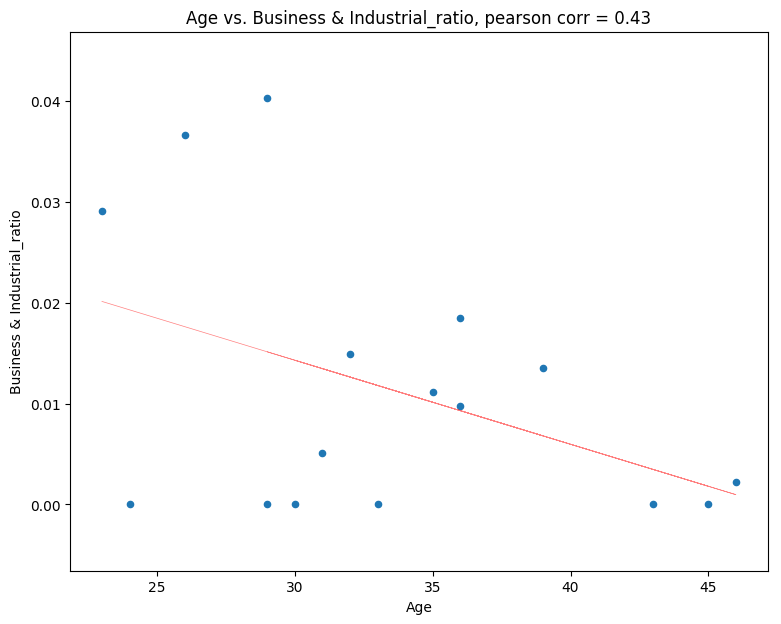 Age vs. Business & Industrial_ratio, pearson corr = 0.43
Business & Industrial_ratio
0.04
0.03
0.02
0.01
0.00
25 30 35 40 45
Age